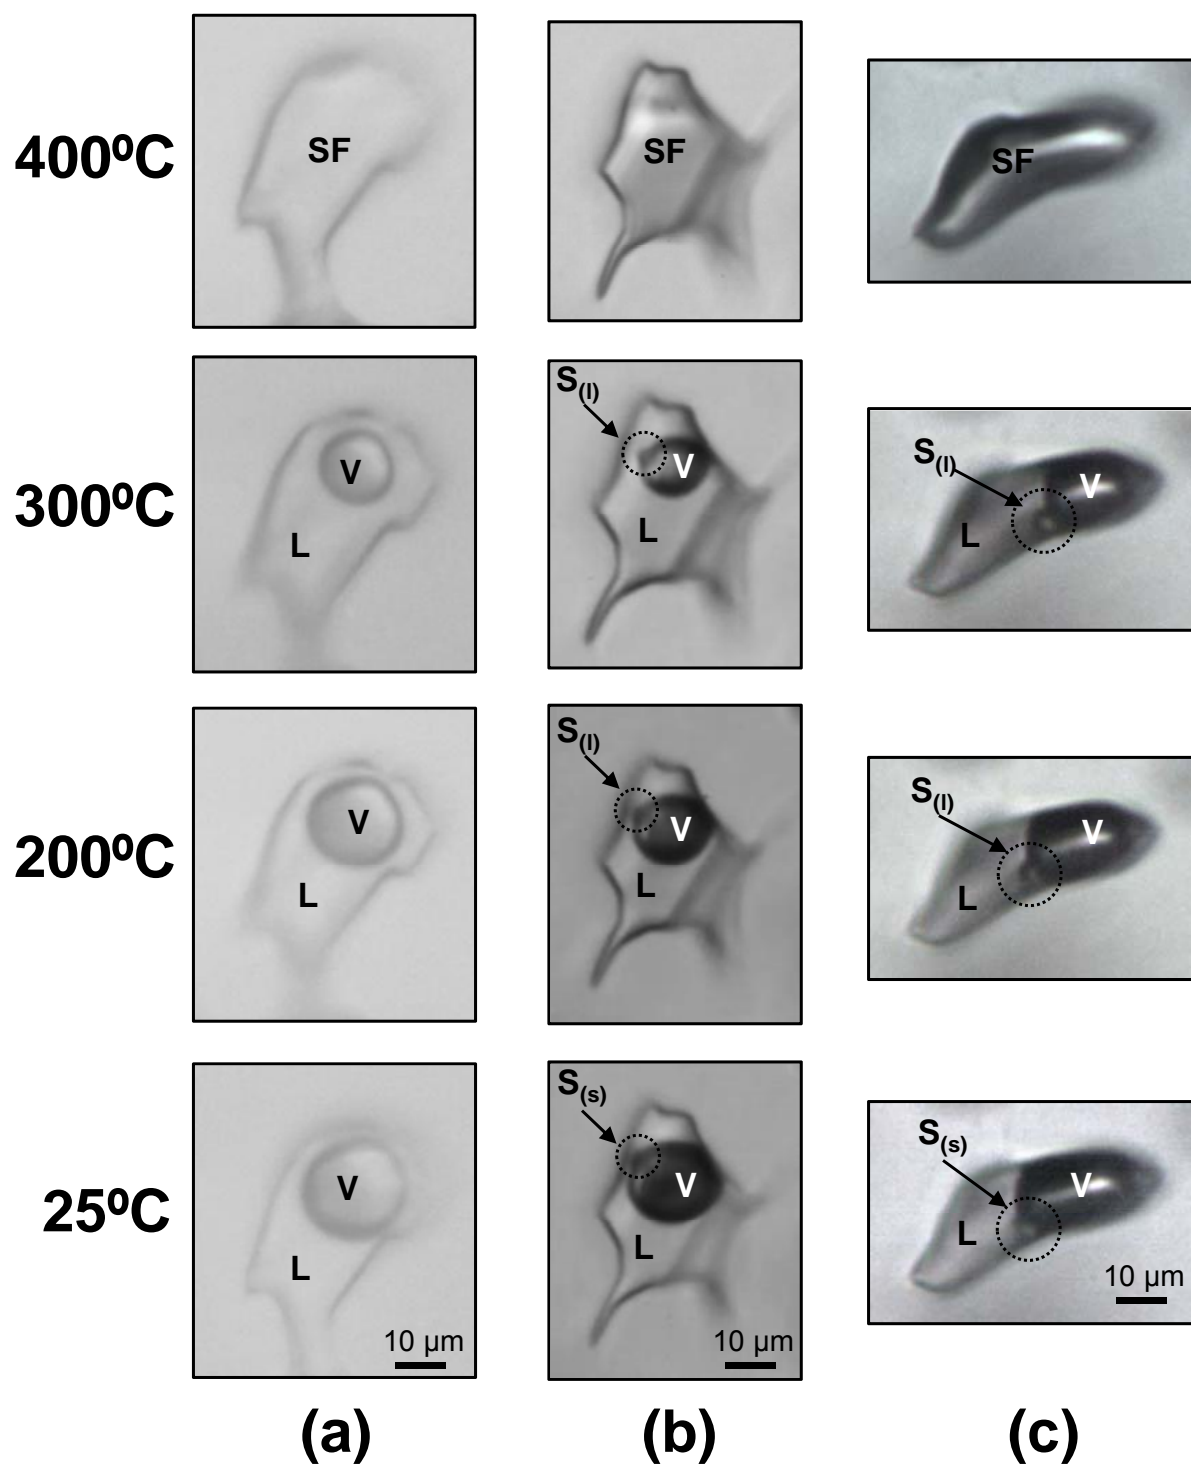 400ºC
SF
SF
SF
300ºC
V
L
S(l)
V
L
S(l)
V
L
200ºC
V
L
S(l)
V
L
S(l)
V
L
25ºC
V
L
10 µm
S(s)
V
L
10 µm
S(s)
V
L
10 µm
(a)
(b)
(c)